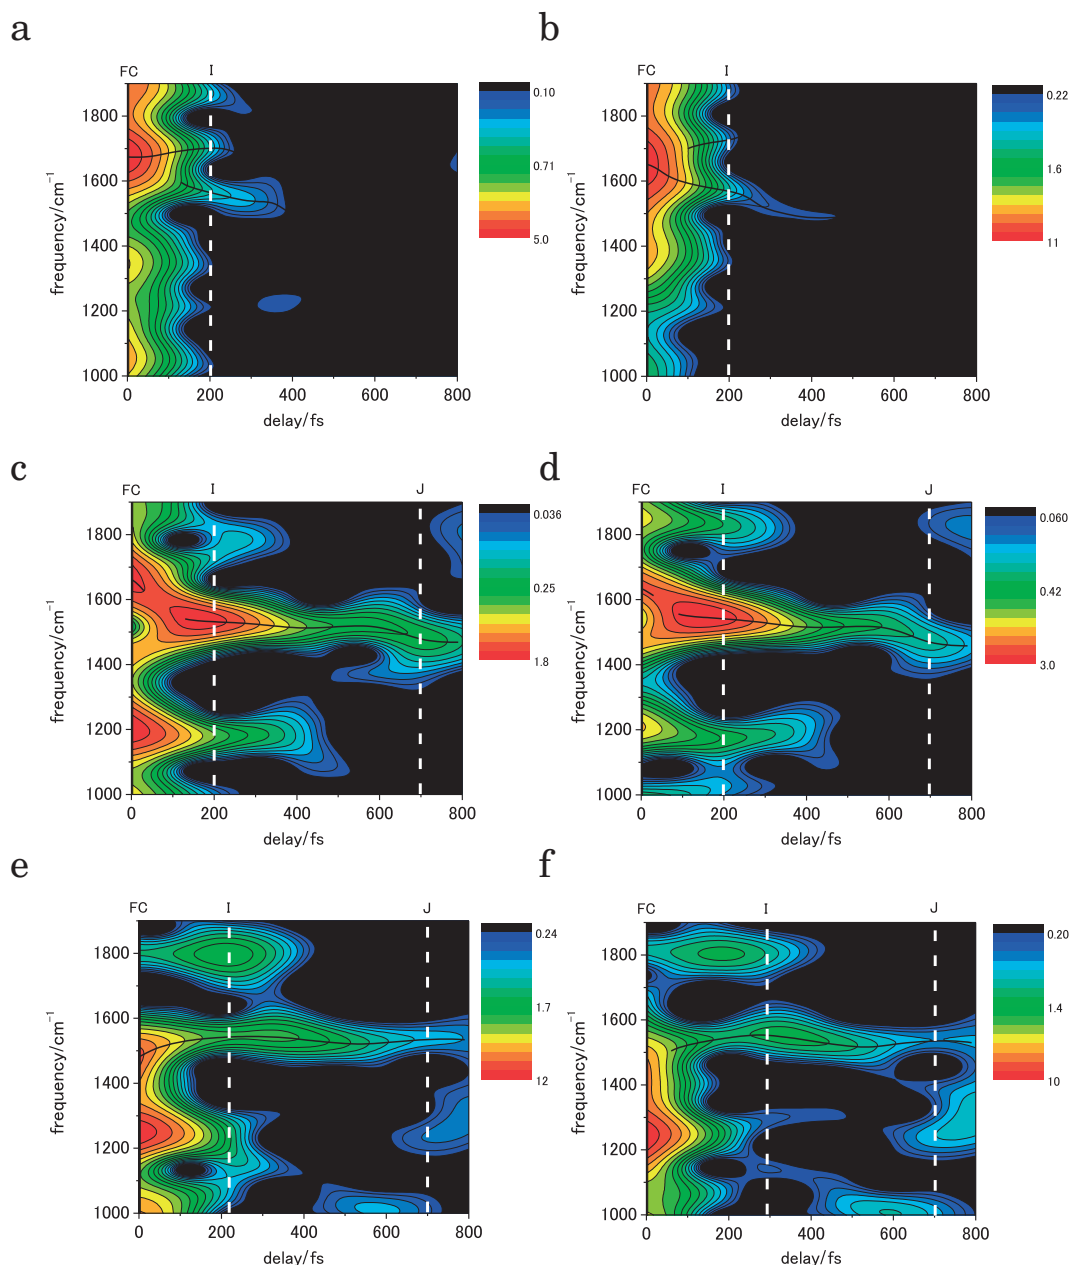 a
FC I
frequency/cm⁻¹
1800
1600
1400
1200
1000
0 200 400 600 800
delay/fs
0.10
0.71
5.0
b
FC I
frequency/cm⁻¹
1800
1600
1400
1200
1000
0 200 400 600 800
delay/fs
0.22
1.6
11
c
FC I J
frequency/cm⁻¹
1800
1600
1400
1200
1000
0 200 400 600 800
delay/fs
0.036
0.25
1.8
d
FC I J
frequency/cm⁻¹
1800
1600
1400
1200
1000
0 200 400 600 800
delay/fs
0.060
0.42
3.0
e
FC I J
frequency/cm⁻¹
1800
1600
1400
1200
1000
0 200 400 600 800
delay/fs
0.24
1.7
12
f
FC I J
frequency/cm⁻¹
1800
1600
1400
1200
1000
0 200 400 600 800
delay/fs
0.20
1.4
10